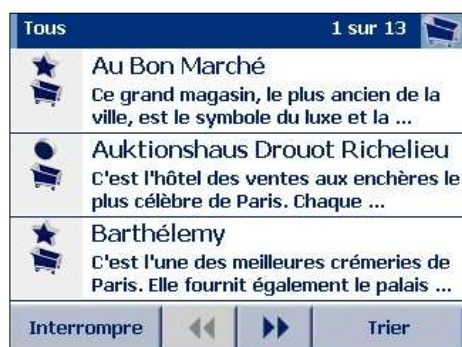 Tous 1 sur 13
Au Bon Marché
Ce grand magasin, le plus ancien de la
ville, est le symbole du luxe et la ...
Auktionshaus Drouot Richelieu
C'est l'hôtel des ventes aux enchères le
plus célèbre de Paris. Chaque ...
Barthélemy
C'est l'une des meilleures crémeries de
Paris. Elle fournit également le palais ...
Interrompre Trier